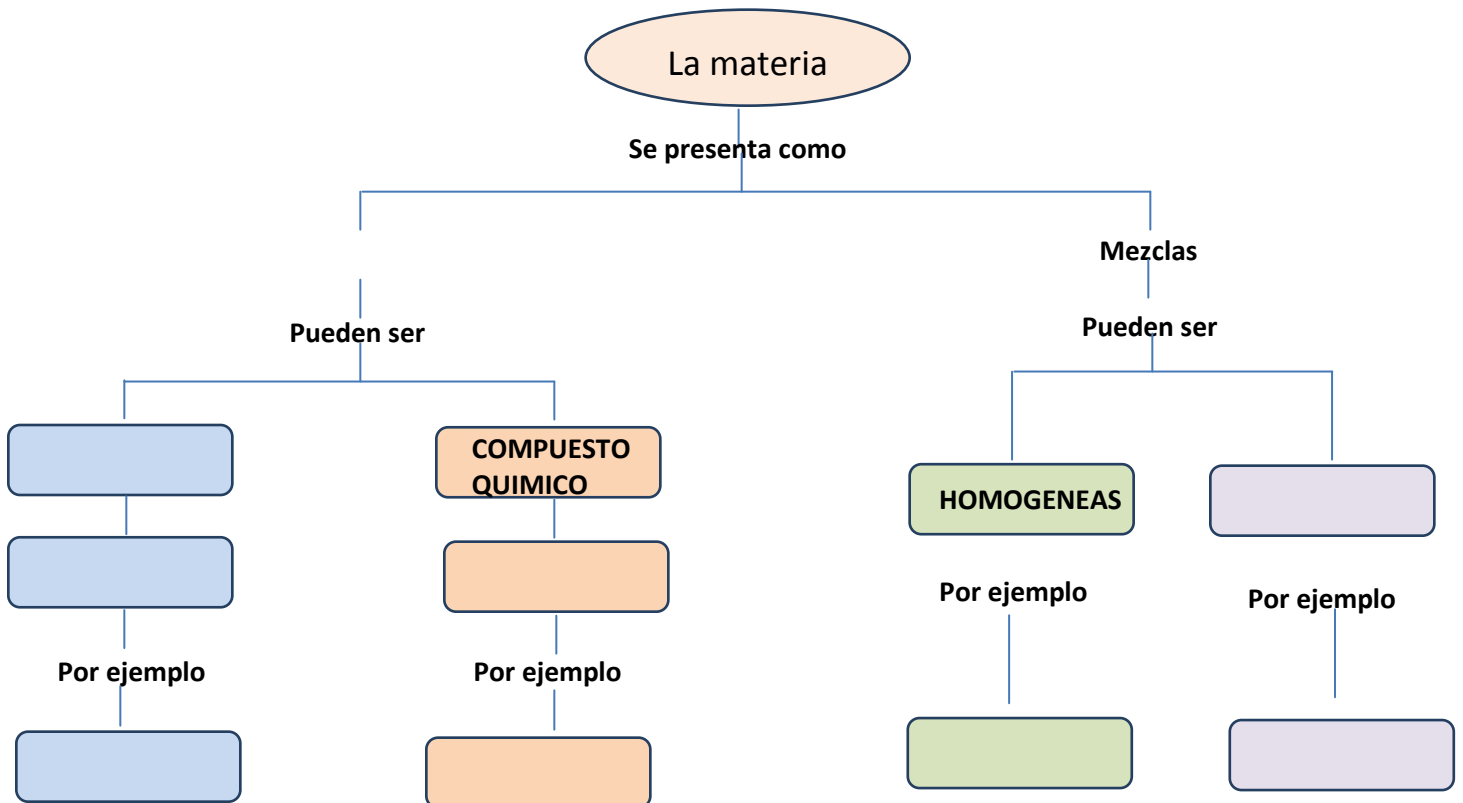 La materia
Se presenta como
Mezclas
Pueden ser
Pueden ser
COMPUESTO
QUIMICO
HOMOGENEAS
Por ejemplo
Por ejemplo
Por ejemplo
Por ejemplo